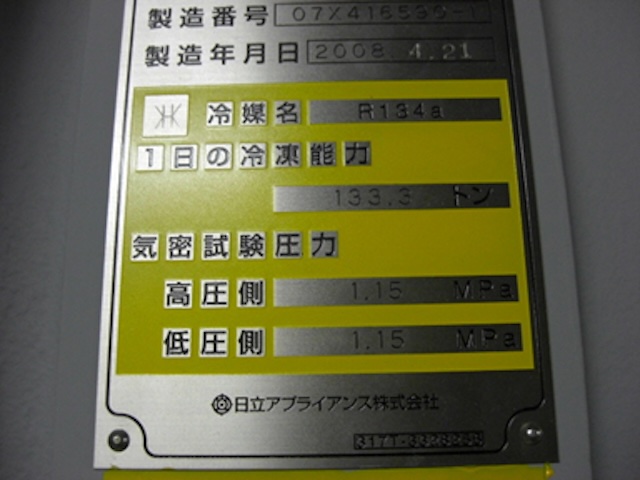 製造番号
製造年月日 2008. 4.21
冷媒名 R134a
1日の冷凍能力
133.3 トン
気密試験圧力
高圧側 1.15 MPa
低圧側 1.15 MPa
日立アプライアンス株式会社